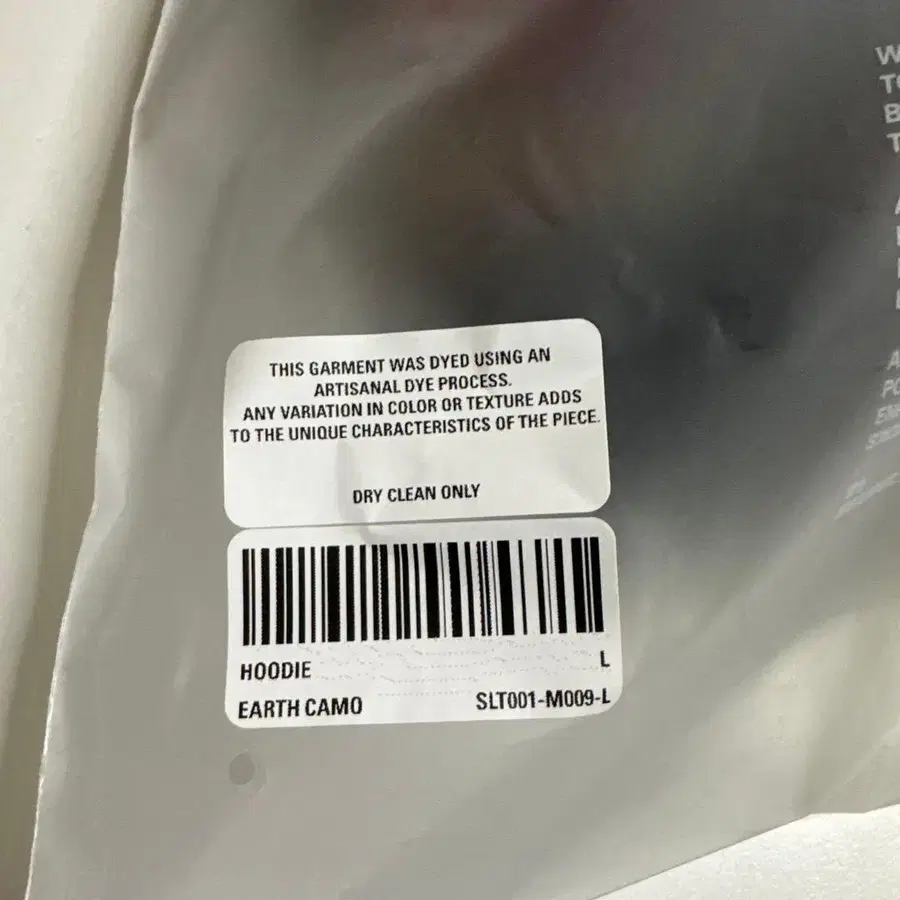 THIS GARMENT WAS DYED USING AN
ARTISANAL DYE PROCESS.
ANY VARIATION IN COLOR OR TEXTURE ADDS
TO THE UNIQUE CHARACTERISTICS OF THE PIECE.
DRY CLEAN ONLY
HOODIE L
EARTH CAMO SLT001-M009-L